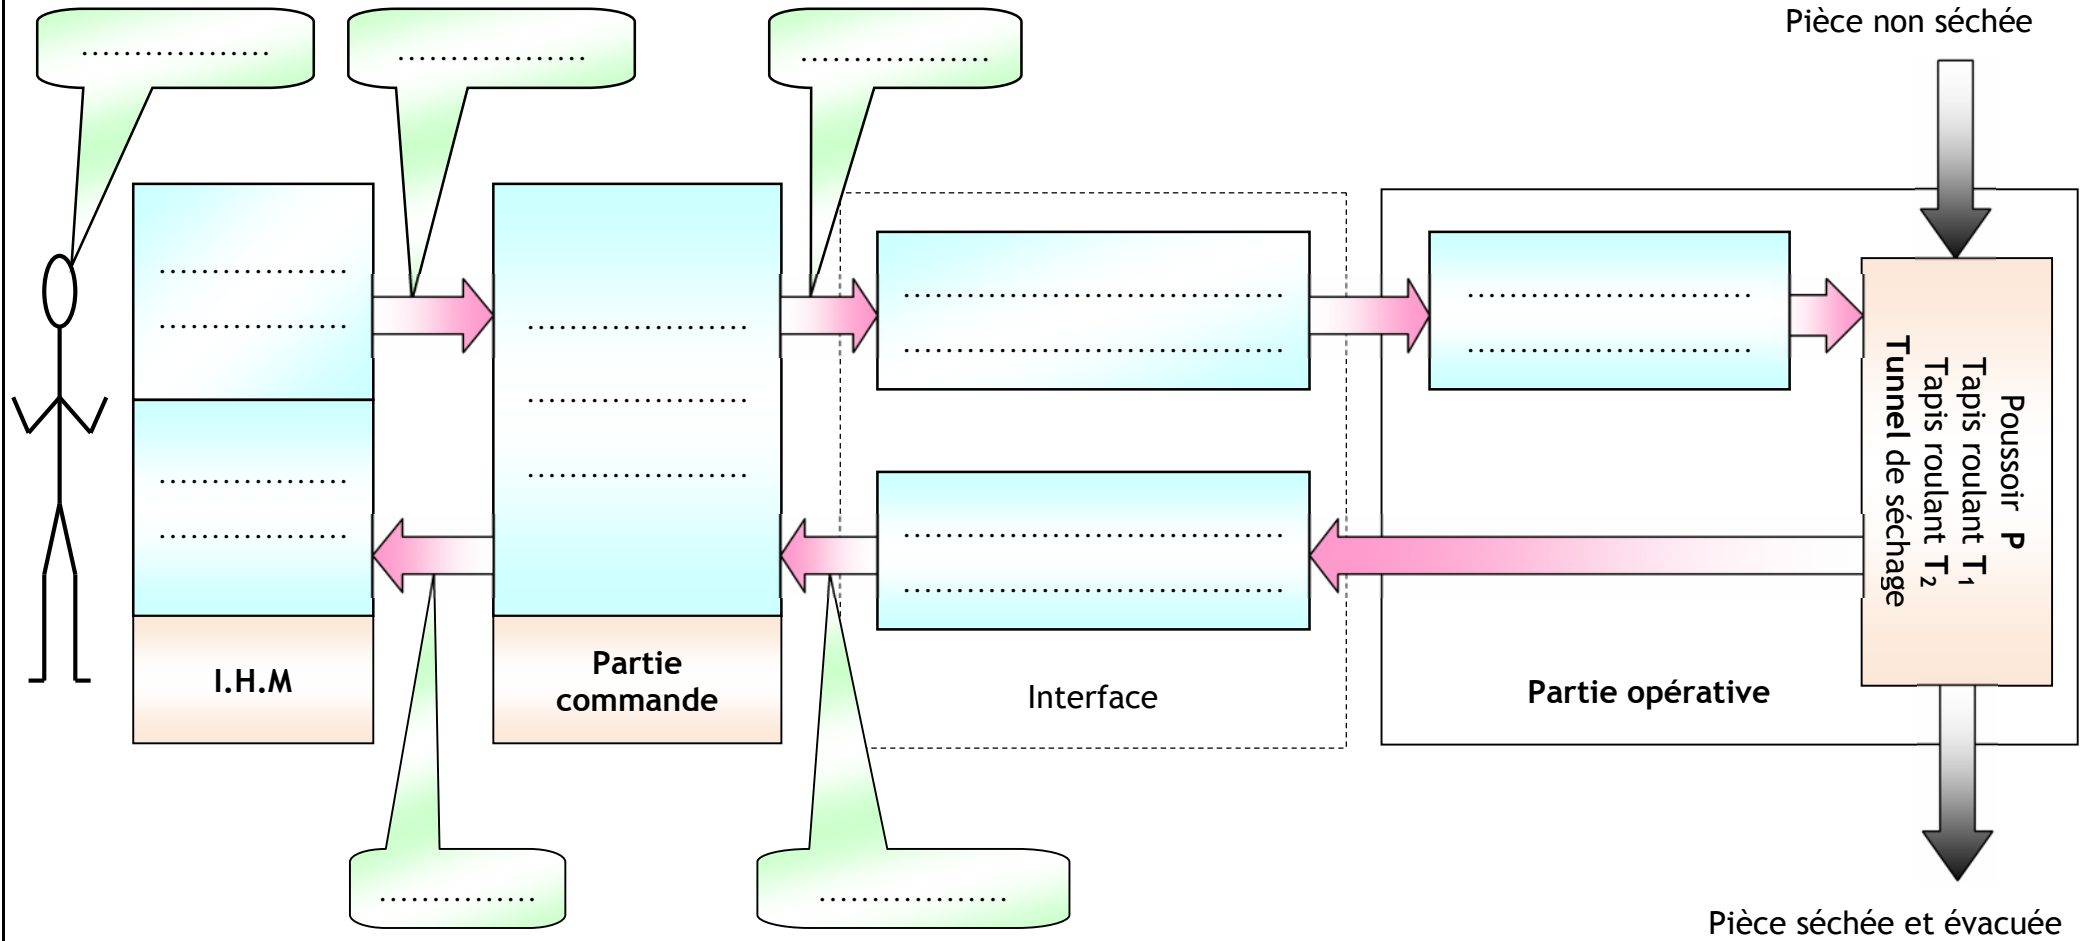 Pièce non séchée
..................
..................
..................
..................
..................
..................
..................
.....................
.....................
.....................
.....................................
.....................................
.....................................
.....................................
............................
............................
Poussoir P
Tapis roulant T₁
Tapis roulant T₂
Tunnel de séchage
I.H.M
Partie
commande
Interface
Partie opérative
...............
..................
Pièce séchée et évacuée